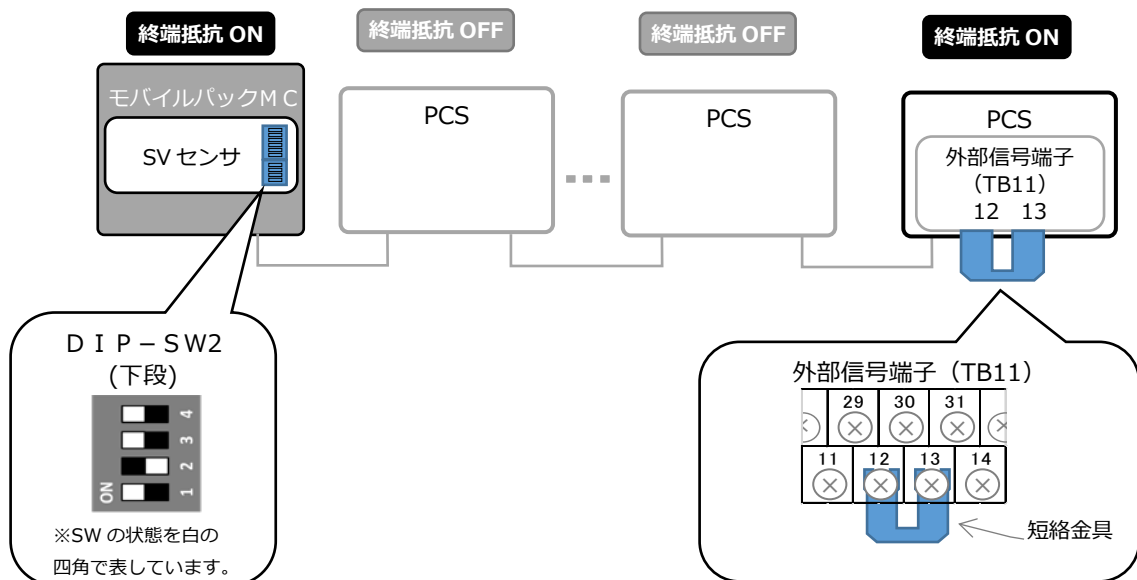 終端抵抗 ON
終端抵抗 OFF
終端抵抗 OFF
終端抵抗 ON
モバイルパックＭＣ
SV センサ
PCS
PCS
PCS
外部信号端子
（TB11）
12 13
ＤＩＰ－ＳＷ2
(下段)
4
3
2
1
ON
※SW の状態を白の
四角で表しています。
外部信号端子（TB11）
29 30 31
11 12 13 14
短絡金具